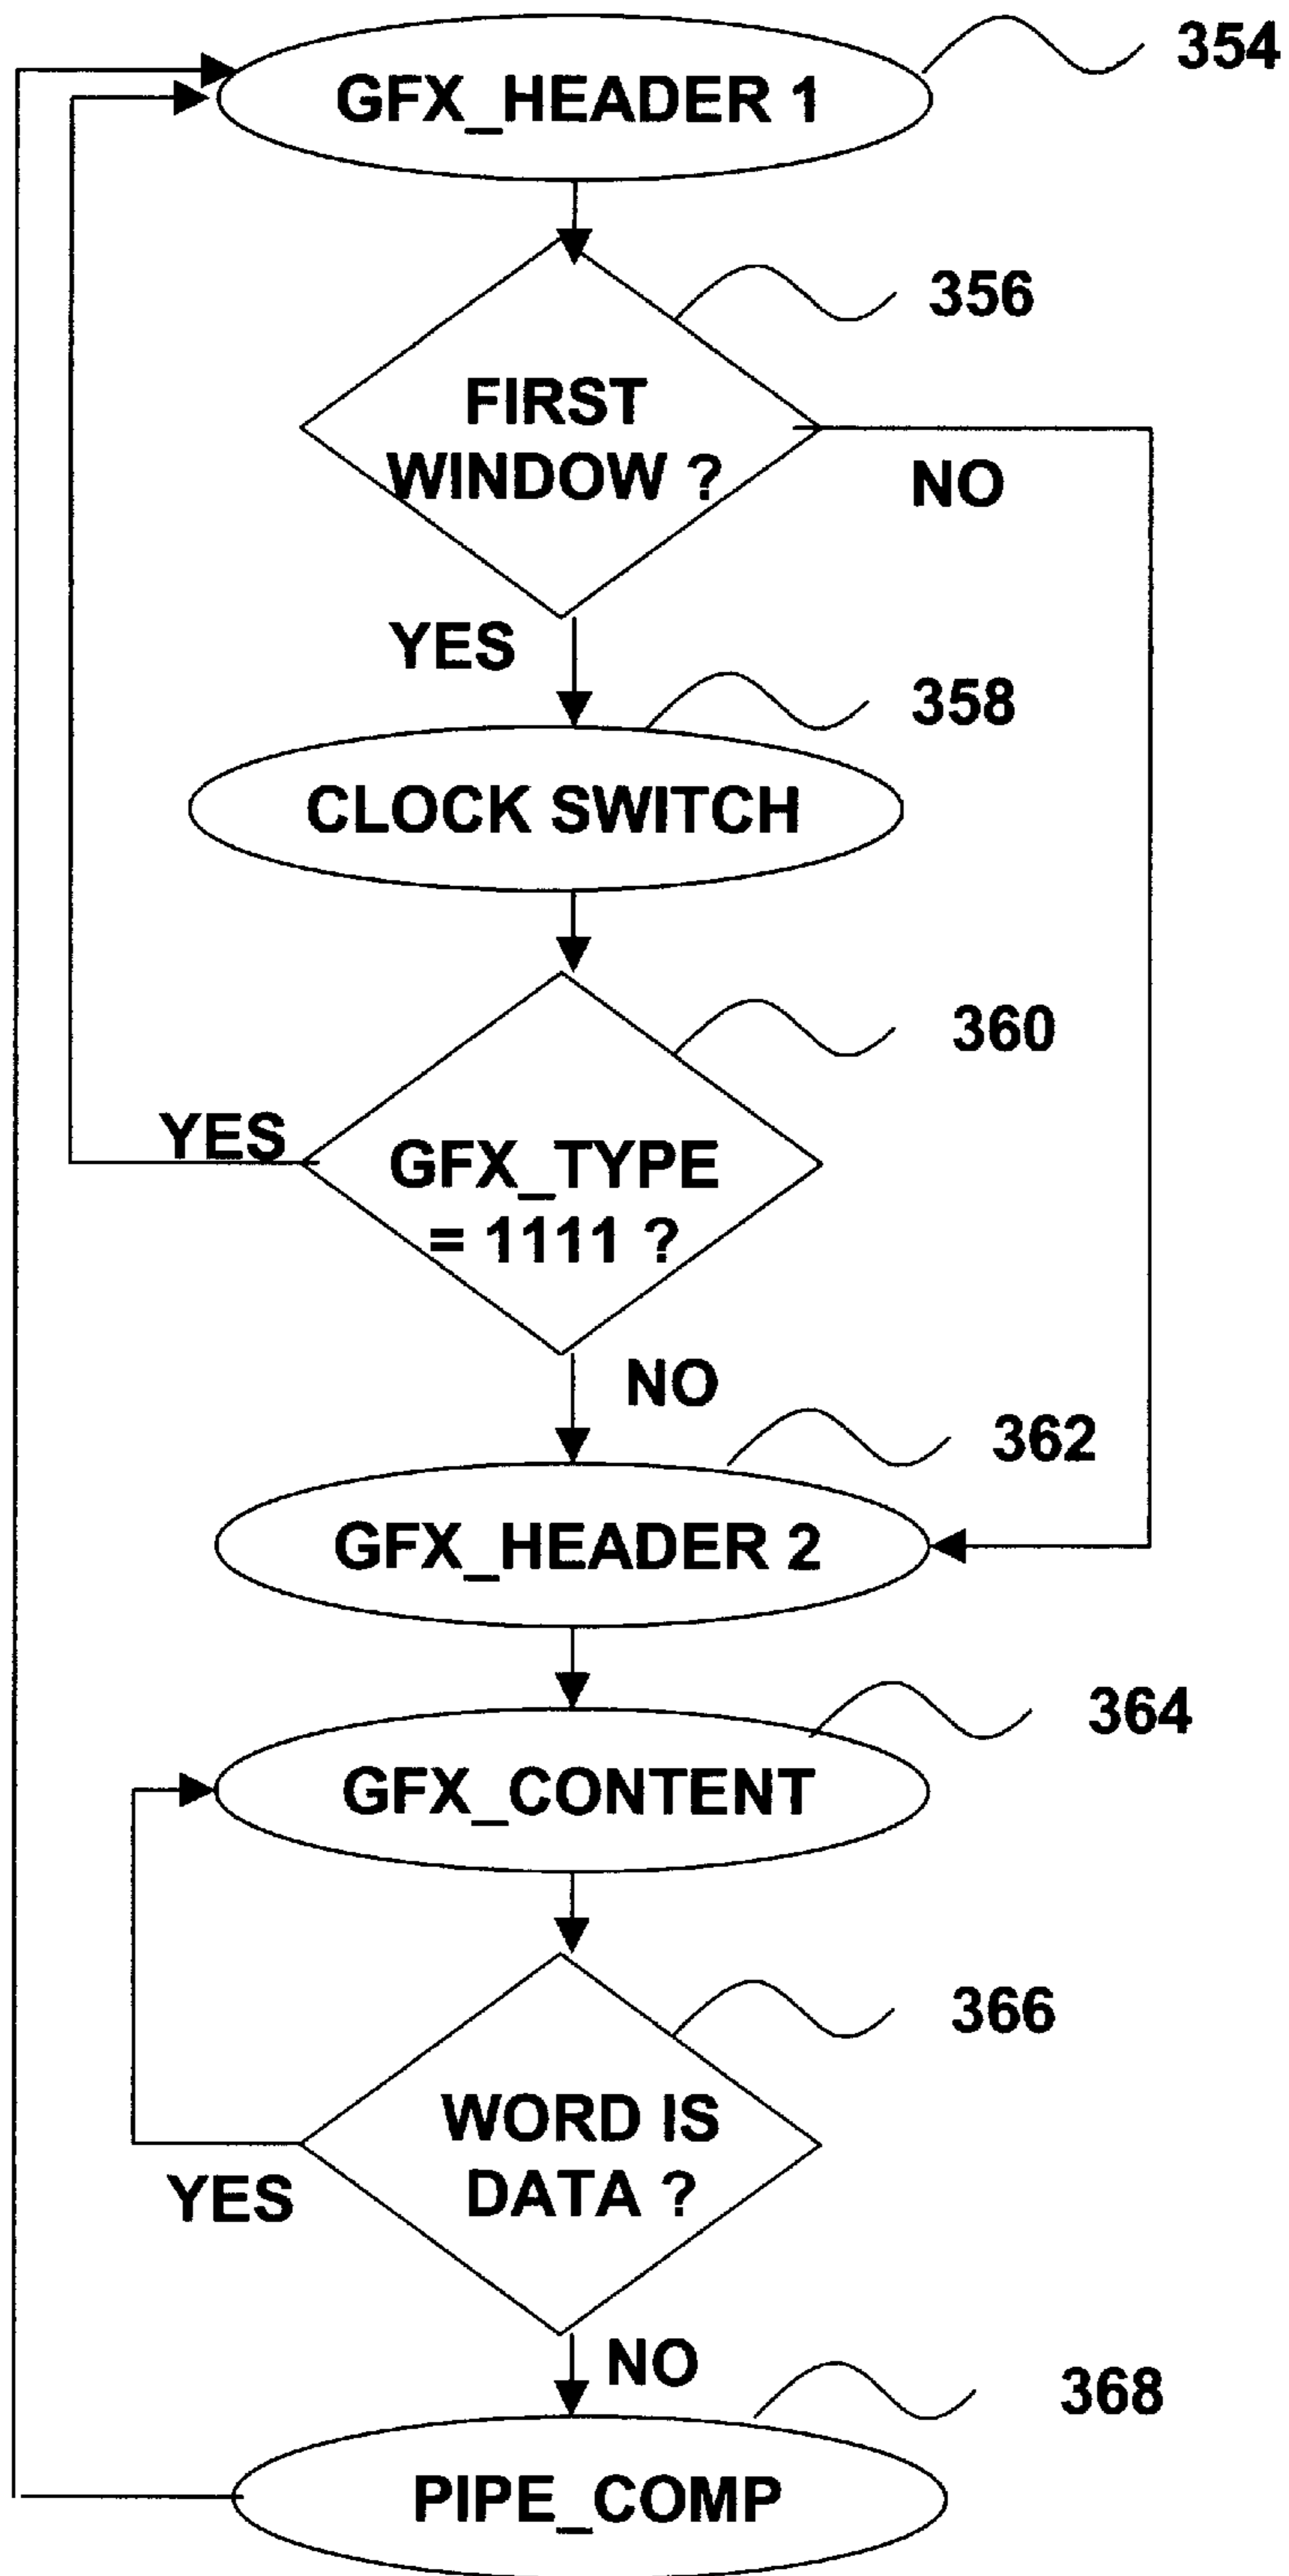 GFX_HEADER 1
354
356
FIRST
WINDOW ?
NO
YES
358
CLOCK SWITCH
360
YES
GFX_TYPE
= 1111 ?
NO
362
GFX_HEADER 2
364
GFX_CONTENT
366
WORD IS
DATA ?
YES
NO
368
PIPE_COMP